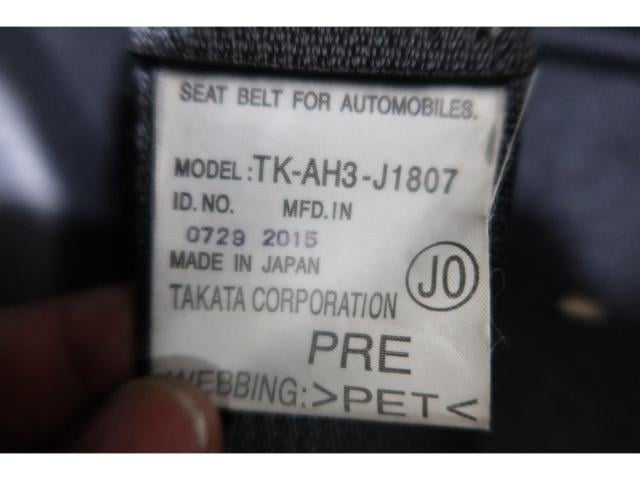 SEAT BELT FOR AUTOMOBILES.
MODEL: TK-AH3-J1807
ID.NO. MFD.IN
0729 2015
MADE IN JAPAN
JO
TAKATA CORPORATION
PRE
WEBBING: >PET<